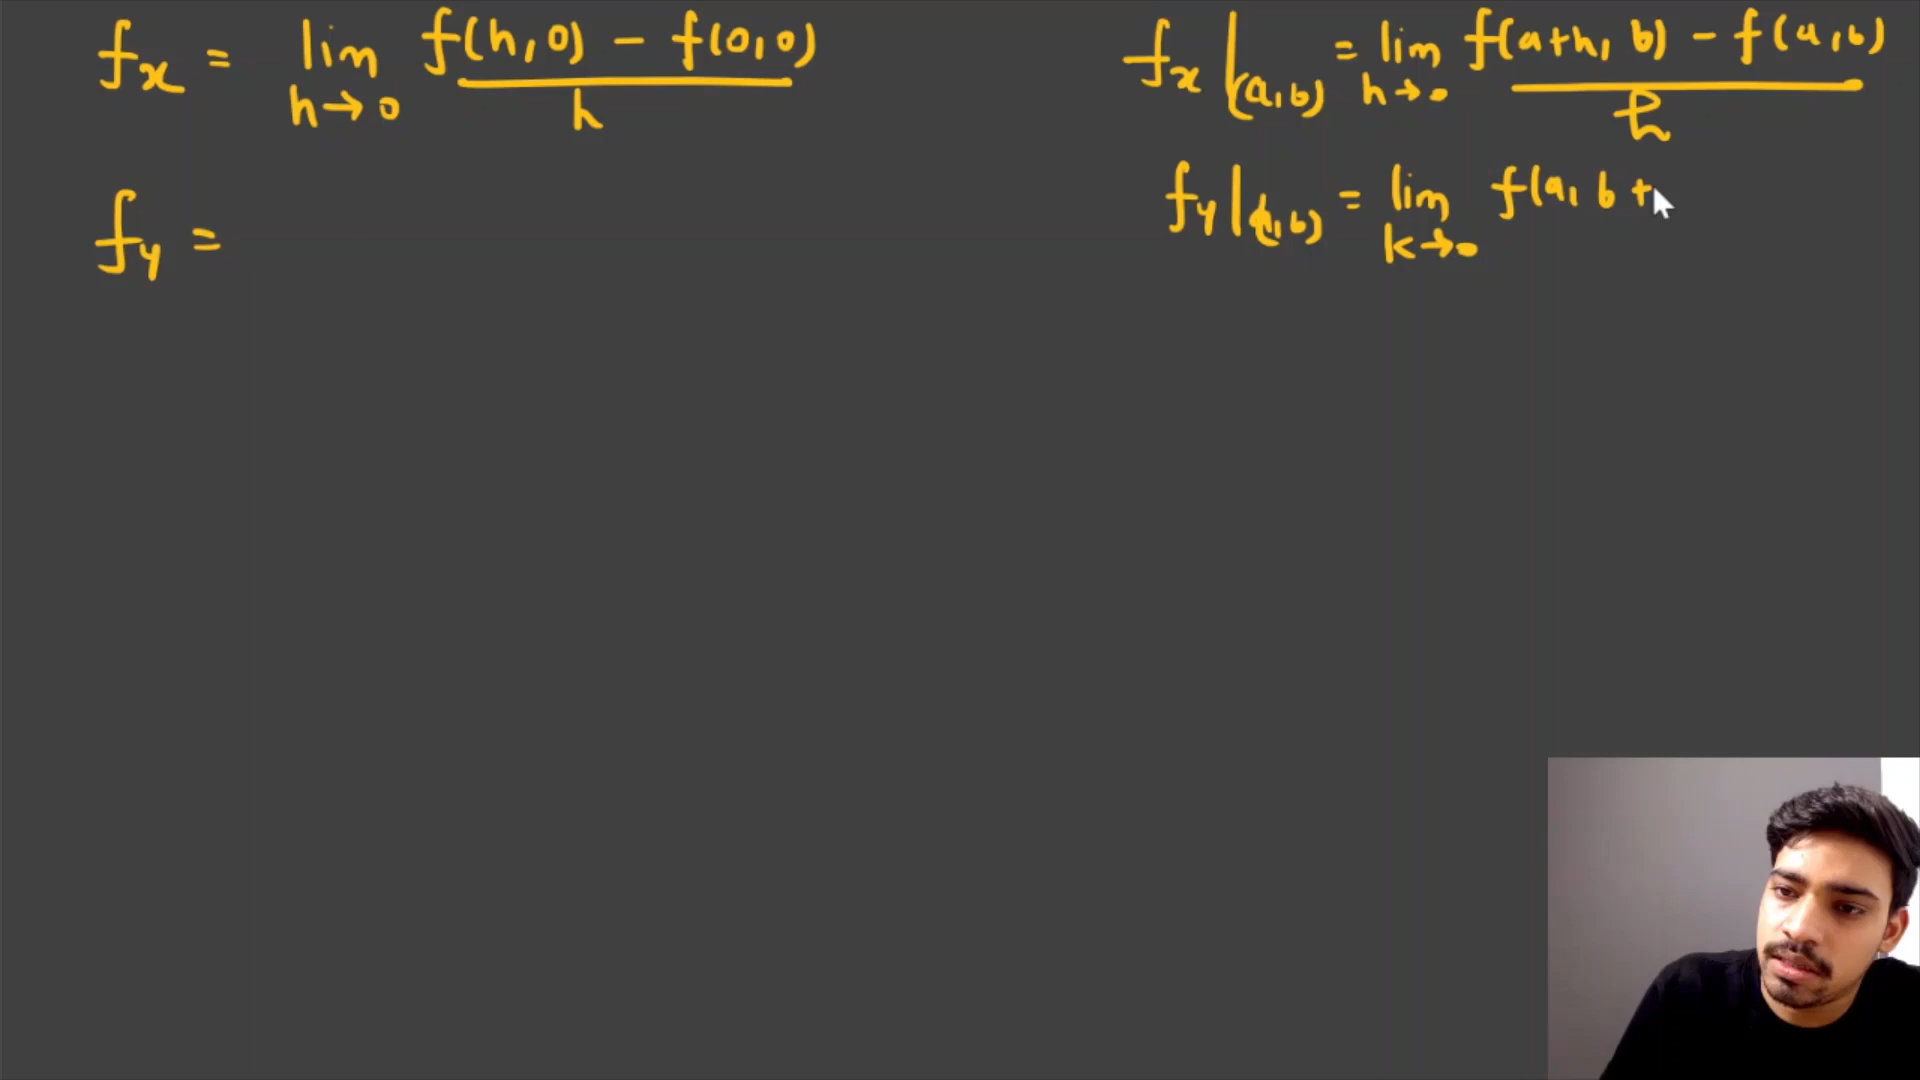 fx = lim h→0 f(h,0) - f(0,0) / h
fy =
fx|(a,b) = lim h→0 f(a+h, b) - f(a,b) / h
fy|(a,b) = lim k→0 f(a, b +